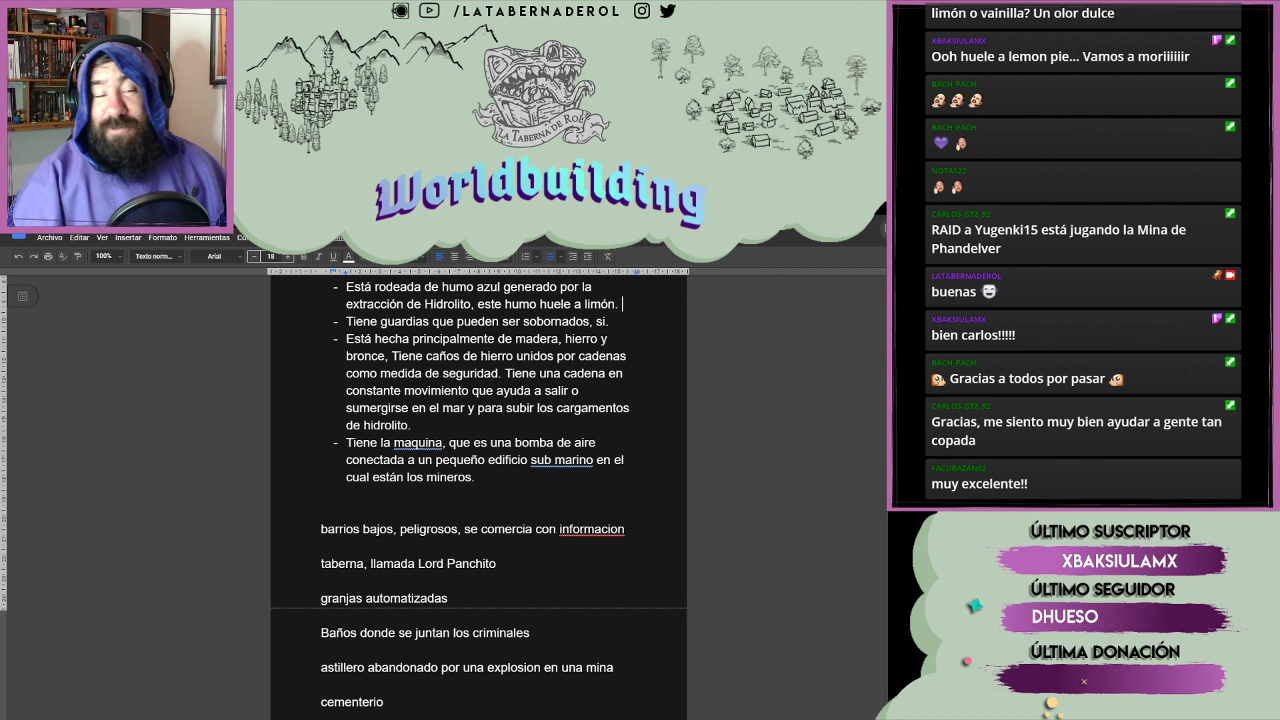 /LATABERNADEROL
LA TABERNA DE ROL
Worldbuilding
Archivo Editar Ver Insertar Formato Herramientas
100% Texto norm... Arial 18 B I U A
Está rodeada de humo azul generado por la
extracción de Hidrolito, este humo huele a limón.
- Tiene guardias que pueden ser sobornados, si.
- Está hecha principalmente de madera, hierro y
bronce, Tiene caños de hierro unidos por cadenas
como medida de seguridad. Tiene una cadena en
constante movimiento que ayuda a salir o
sumergirse en el mar y para subir los cargamentos
de hidrolito.
- Tiene la maquina, que es una bomba de aire
conectada a un pequeño edificio sub marino en el
cual están los mineros.
barrios bajos, peligrosos, se comercia con informacion
taberna, llamada Lord Panchito
granjas automatizadas
Baños donde se juntan los criminales
astillero abandonado por una explosion en una mina
cementerio
limón o vainilla? Un olor dulce
XBAKSIULAMX
Ooh huele a lemon pie... Vamos a moriiiiiir
BACH_PACH
BACH_PACH
NOTA122
CARLOS_GTZ_92
RAID a Yugenki15 está jugando la Mina de
Phandelver
LATABERNADEROL
buenas
XBAKSIULAMX
bien carlos!!!!!
BACH_PACH
Gracias a todos por pasar
CARLOS_GTZ_92
Gracias, me siento muy bien ayudar a gente tan
copada
FACUBAZAN82
muy excelente!!
ÚLTIMO SUSCRIPTOR
XBAKSIULAMX
ÚLTIMO SEGUIDOR
DHUESO
ÚLTIMA DONACIÓN